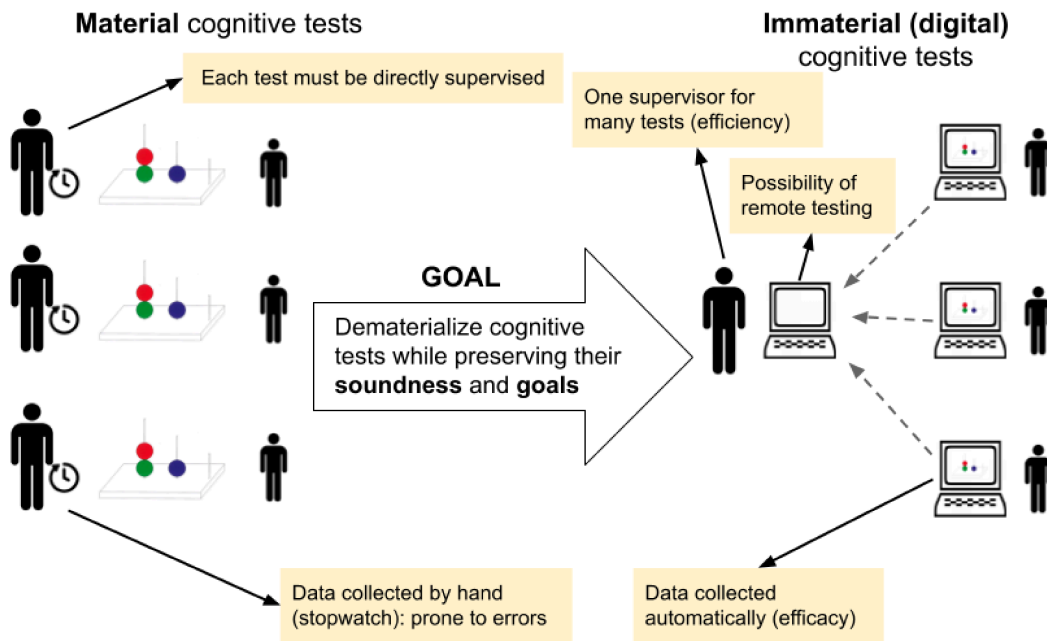 Material cognitive tests
Immaterial (digital)
cognitive tests
Each test must be directly supervised
One supervisor for
many tests (efficiency)
Possibility of
remote testing
GOAL
Dematerialize cognitive
tests while preserving their
soundness and goals
Data collected by hand
(stopwatch): prone to errors
Data collected
automatically (efficacy)